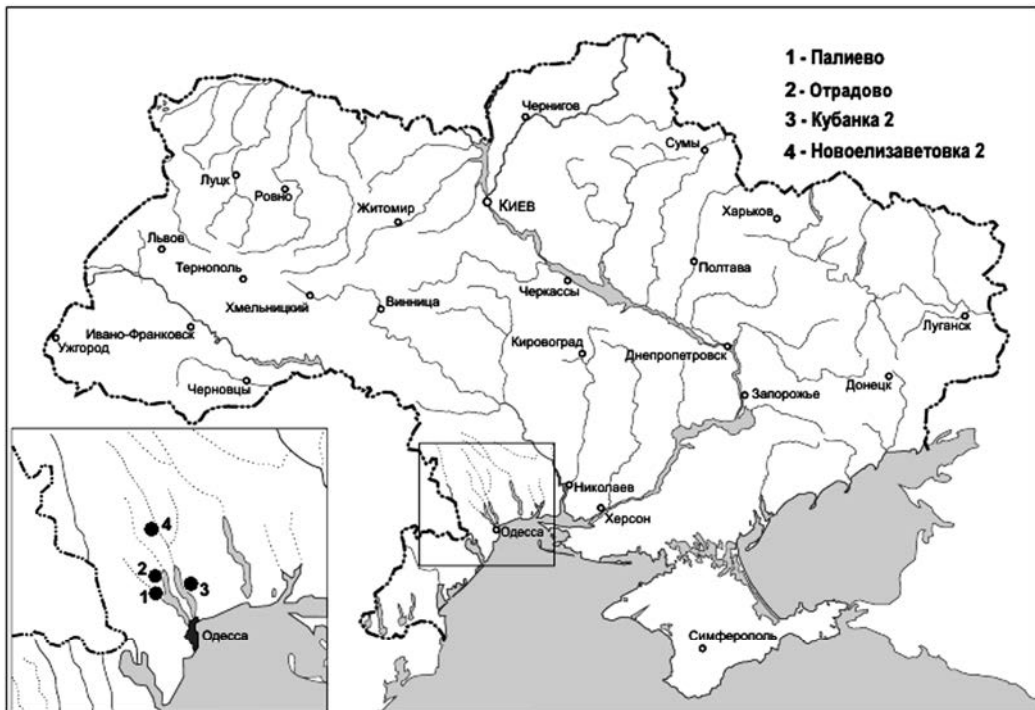 1 - Палиево
2 - Отрадово
3 - Кубанка 2
4 - Новоелизаветовка 2
Чернигов
Сумы
Луцк
Ровно
Житомир
КИЕВ
Харьков
Львов
Тернополь
Полтава
Хмельницкий
Винница
Черкассы
Луганск
Ивано-Франковск
Ужгород
Кировоград
Днепропетровск
Черновцы
Запорожье
Донецк
Николаев
Херсон
Одесса
Симферополь
4
2
3
1
Одесса